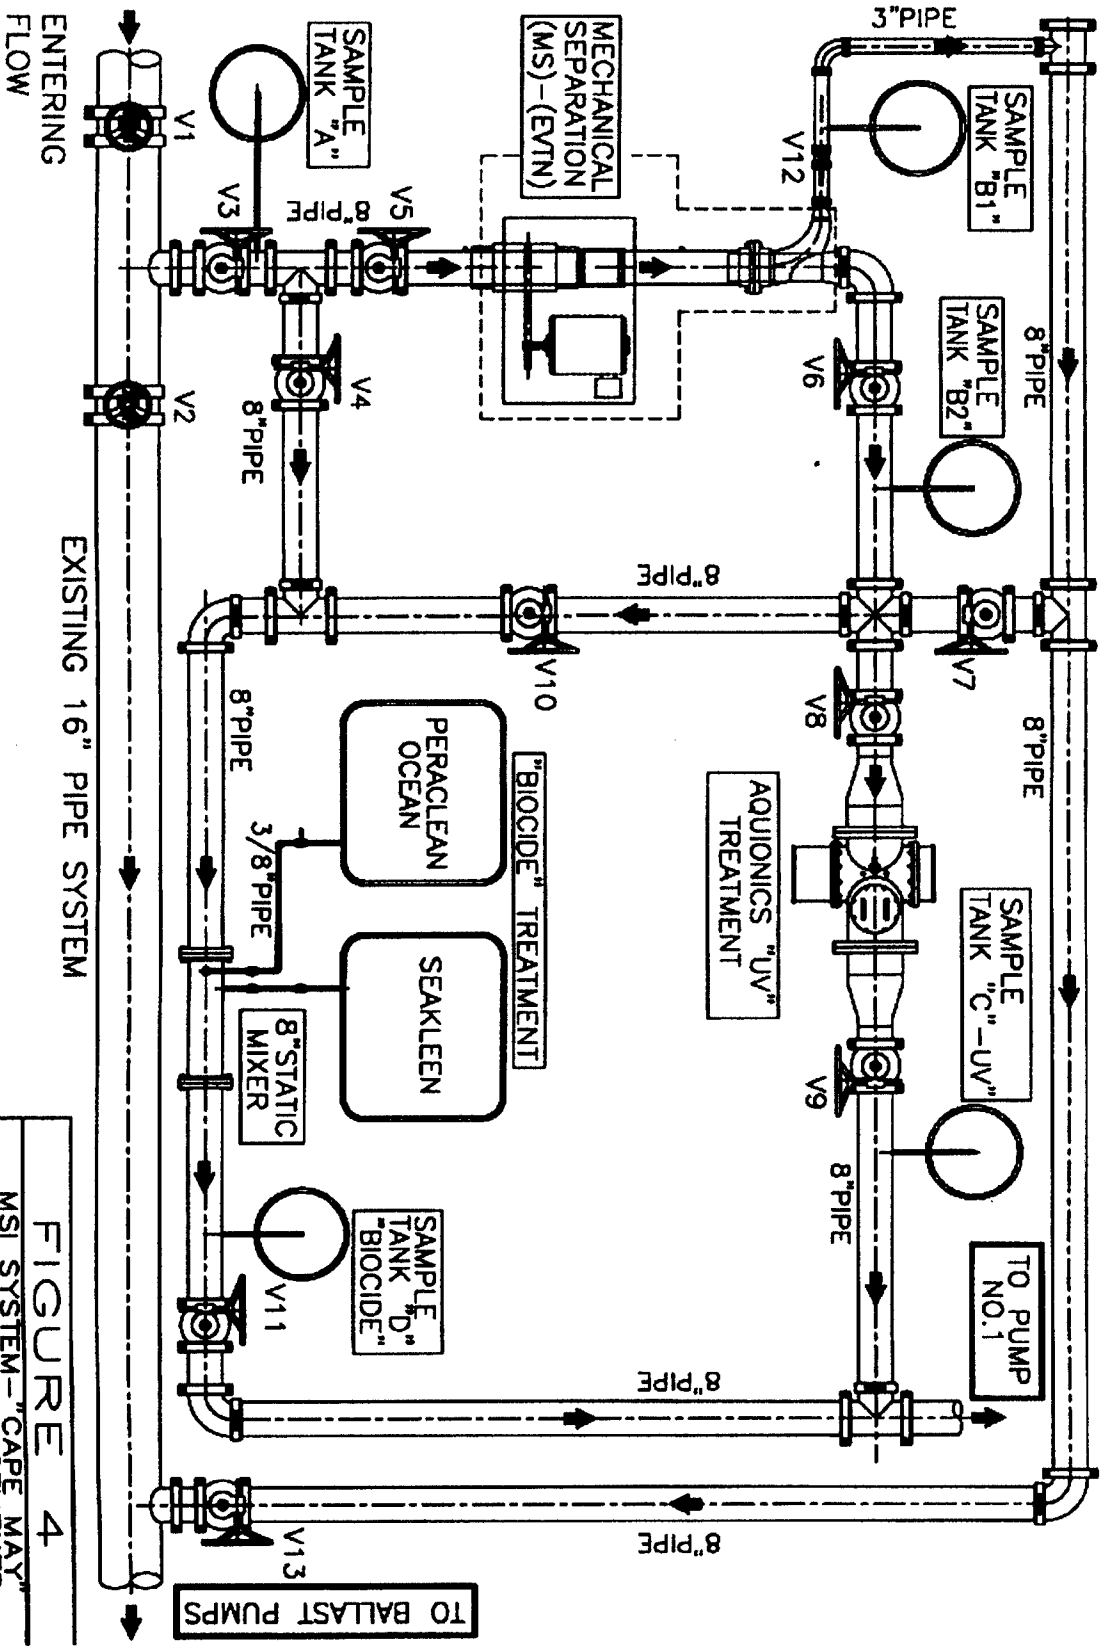 ENTERING
FLOW
V1
V2
EXISTING 16" PIPE SYSTEM
SAMPLE
TANK "A"
V3
8"PIPE
V5
V4
8"PIPE
MECHANICAL
SEPARATION
(MS)-(EVTN)
3"PIPE
V12
SAMPLE
TANK "B1"
SAMPLE
TANK "B2"
V6
8"PIPE
8"PIPE
V10
V7
V8
8"PIPE
AQUIONICS "UV"
TREATMENT
SAMPLE
TANK "C"-UV"
V9
8"PIPE
"BIOCIDE" TREATMENT
PERACLEAN
OCEAN
SEAKLEEN
8"PIPE
3/8"PIPE
8"STATIC
MIXER
SAMPLE
TANK "D"
"BIOCIDE"
V11
TO PUMP
NO.1
8"PIPE
8"PIPE
V13
TO BALLAST PUMPS
FIGURE 4
MSI SYSTEM-"CAPE MAY"